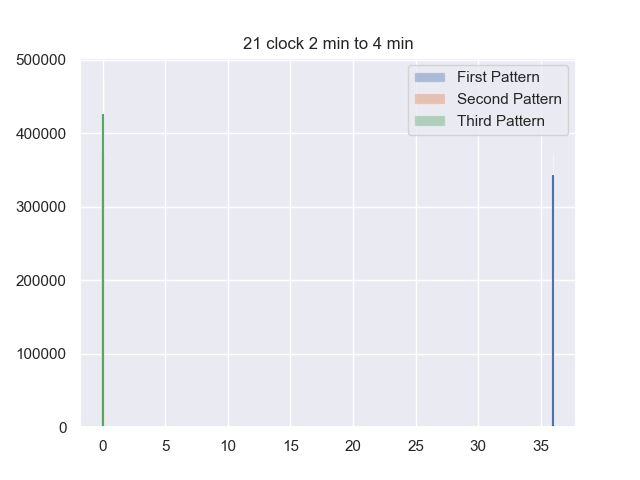 21 clock 2 min to 4 min
500000
400000
300000
200000
100000
0
First Pattern
Second Pattern
Third Pattern
0 5 10 15 20 25 30 35